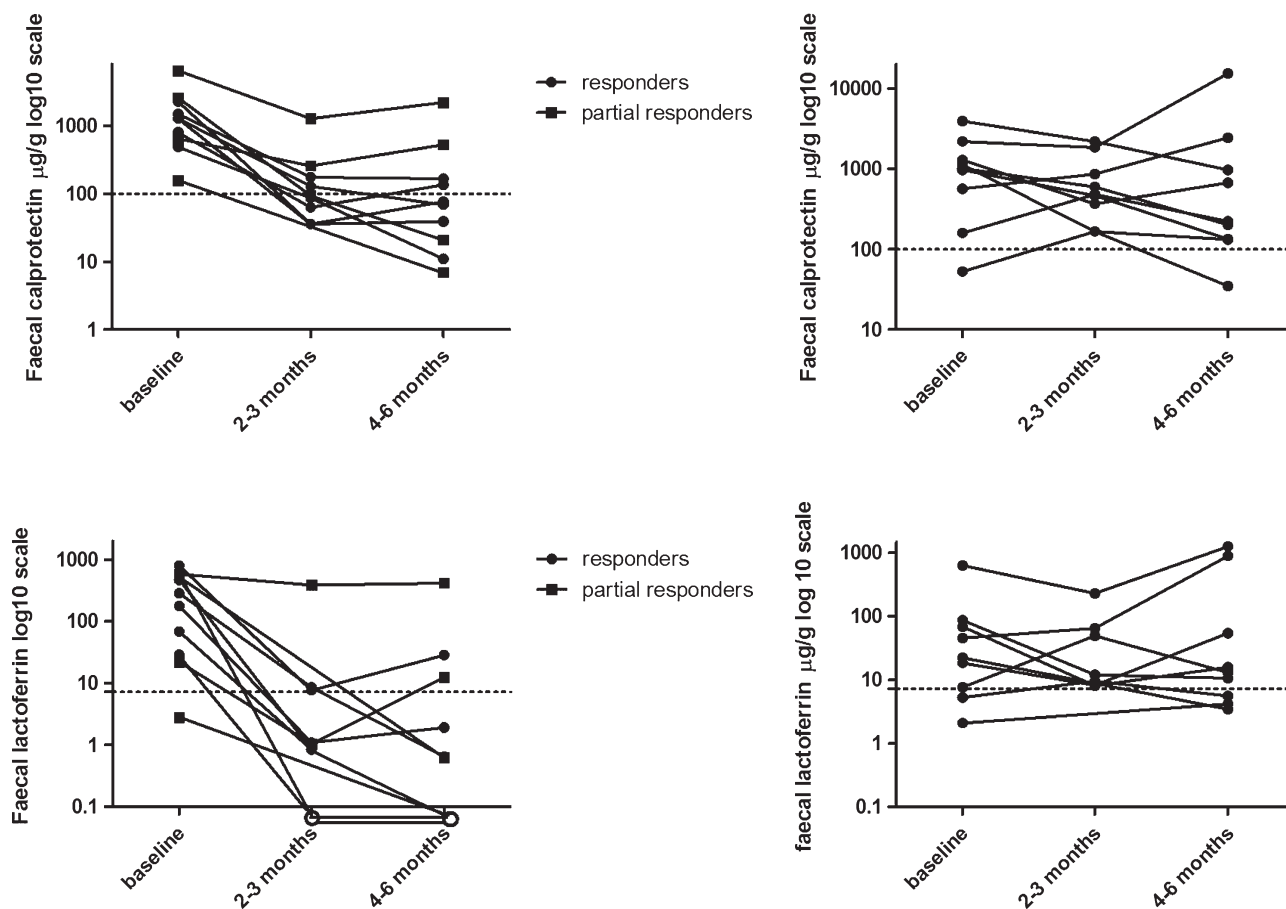 Faecal calprotectin μg/g log10 scale
1000
100
10
1
baseline
2-3 months
4-6 months
responders
partial responders
Faecal calprotectin μg/g log10 scale
10000
1000
100
10
baseline
2-3 months
4-6 months
Faecal lactoferrin log10 scale
1000
100
10
1
0.1
baseline
2-3 months
4-6 months
responders
partial responders
faecal lactoferrin μg/g log 10 scale
1000
100
10
1
0.1
baseline
2-3 months
4-6 months